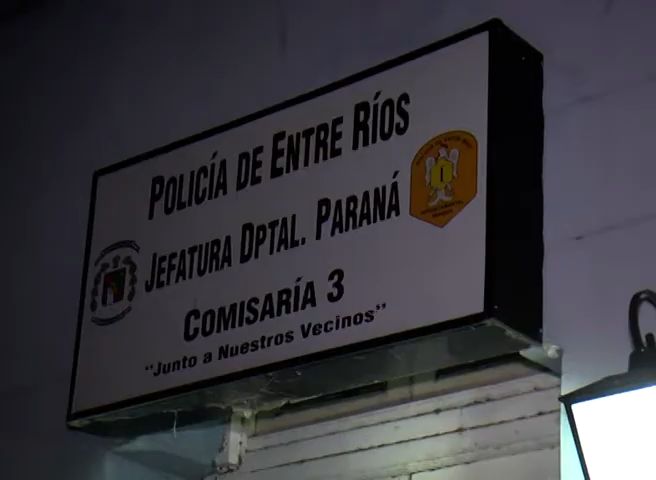 POLICÍA DE ENTRE RÍOS
JEFATURA DPTAL. PARANÁ
COMISARÍA 3
"Junto a Nuestros Vecinos"